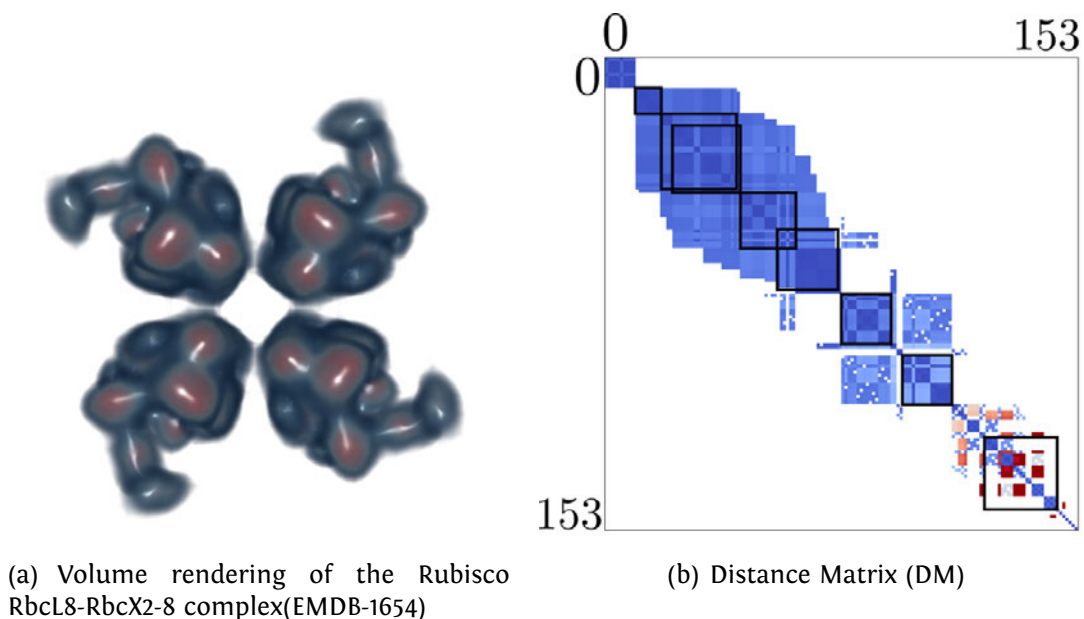 0
153
0
153
(a) Volume rendering of the Rubisco
RbcL8-RbcX2-8 complex(EMDB-1654)
(b) Distance Matrix (DM)